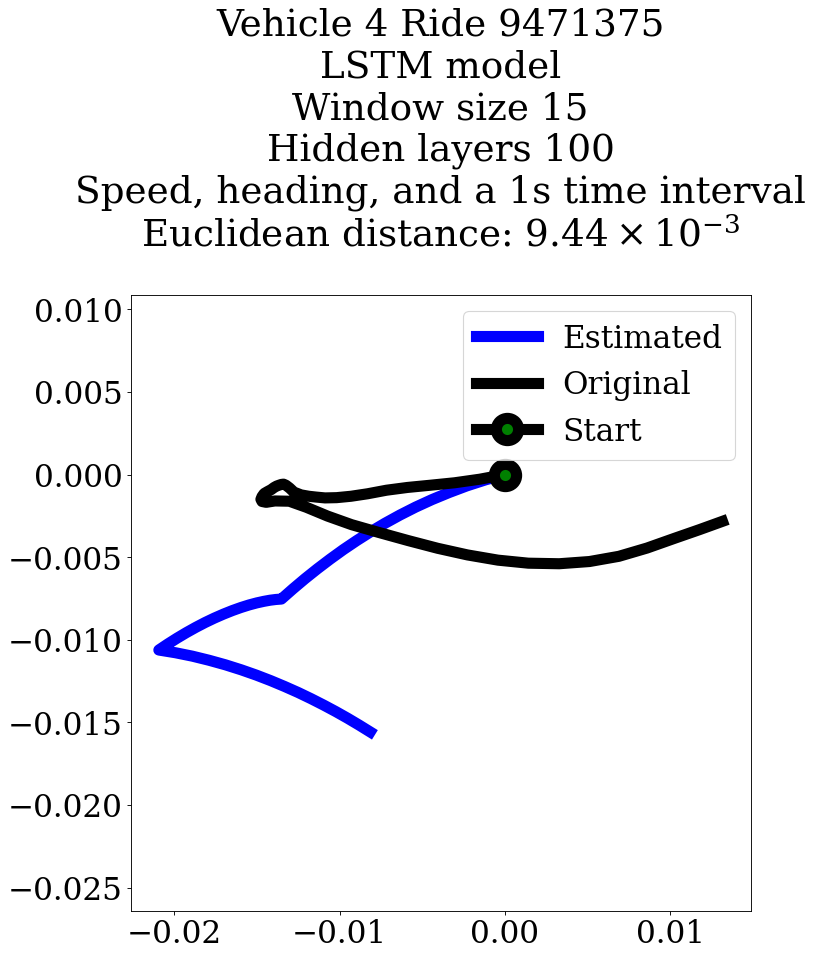 Vehicle 4 Ride 9471375
LSTM model
Window size 15
Hidden layers 100
Speed, heading, and a 1s time interval
Euclidean distance: 9.44 × 10⁻³
Estimated
Original
Start
0.010
0.005
0.000
−0.005
−0.010
−0.015
−0.020
−0.025
−0.02
−0.01
0.00
0.01